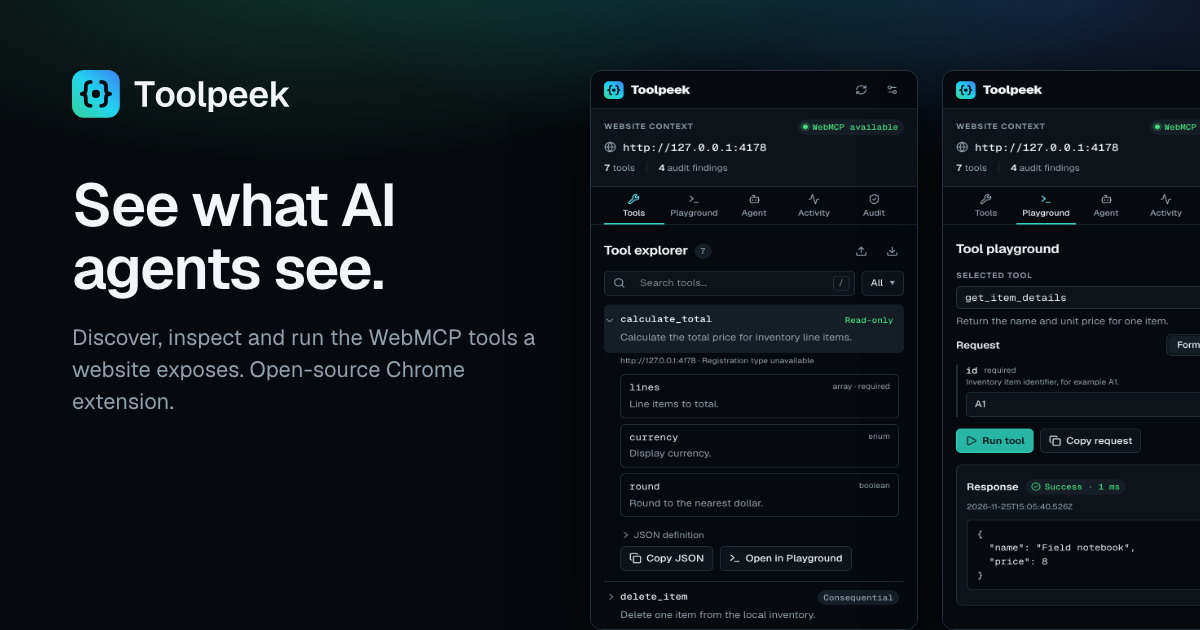 Toolpeek
See what AI
agents see.
Discover, inspect and run the WebMCP tools a
website exposes. Open-source Chrome
extension.
Toolpeek
WEBSITE CONTEXT
WebMCP available
http://127.0.0.1:4178
7 tools
4 audit findings
Tools
Playground
Agent
Activity
Audit
Tool explorer 7
Search tools…
/
All
calculate_total
Read-only
Calculate the total price for inventory line items.
http://127.0.0.1:4178 · Registration type unavailable
lines
array · required
Line items to total.
currency
enum
Display currency.
round
boolean
Round to the nearest dollar.
JSON definition
Copy JSON
Open in Playground
delete_item
Consequential
Delete one item from the local inventory.
Toolpeek
WEBSITE CONTEXT
WebMCP
http://127.0.0.1:4178
7 tools
4 audit findings
Tools
Playground
Agent
Activity
Tool playground
SELECTED TOOL
get_item_details
Return the name and unit price for one item.
Request
Form
id required
Inventory item identifier, for example A1.
A1
Run tool
Copy request
Response
Success · 1 ms
2026-11-25T15:05:40.526Z
{
"name": "Field notebook",
"price": 8
}